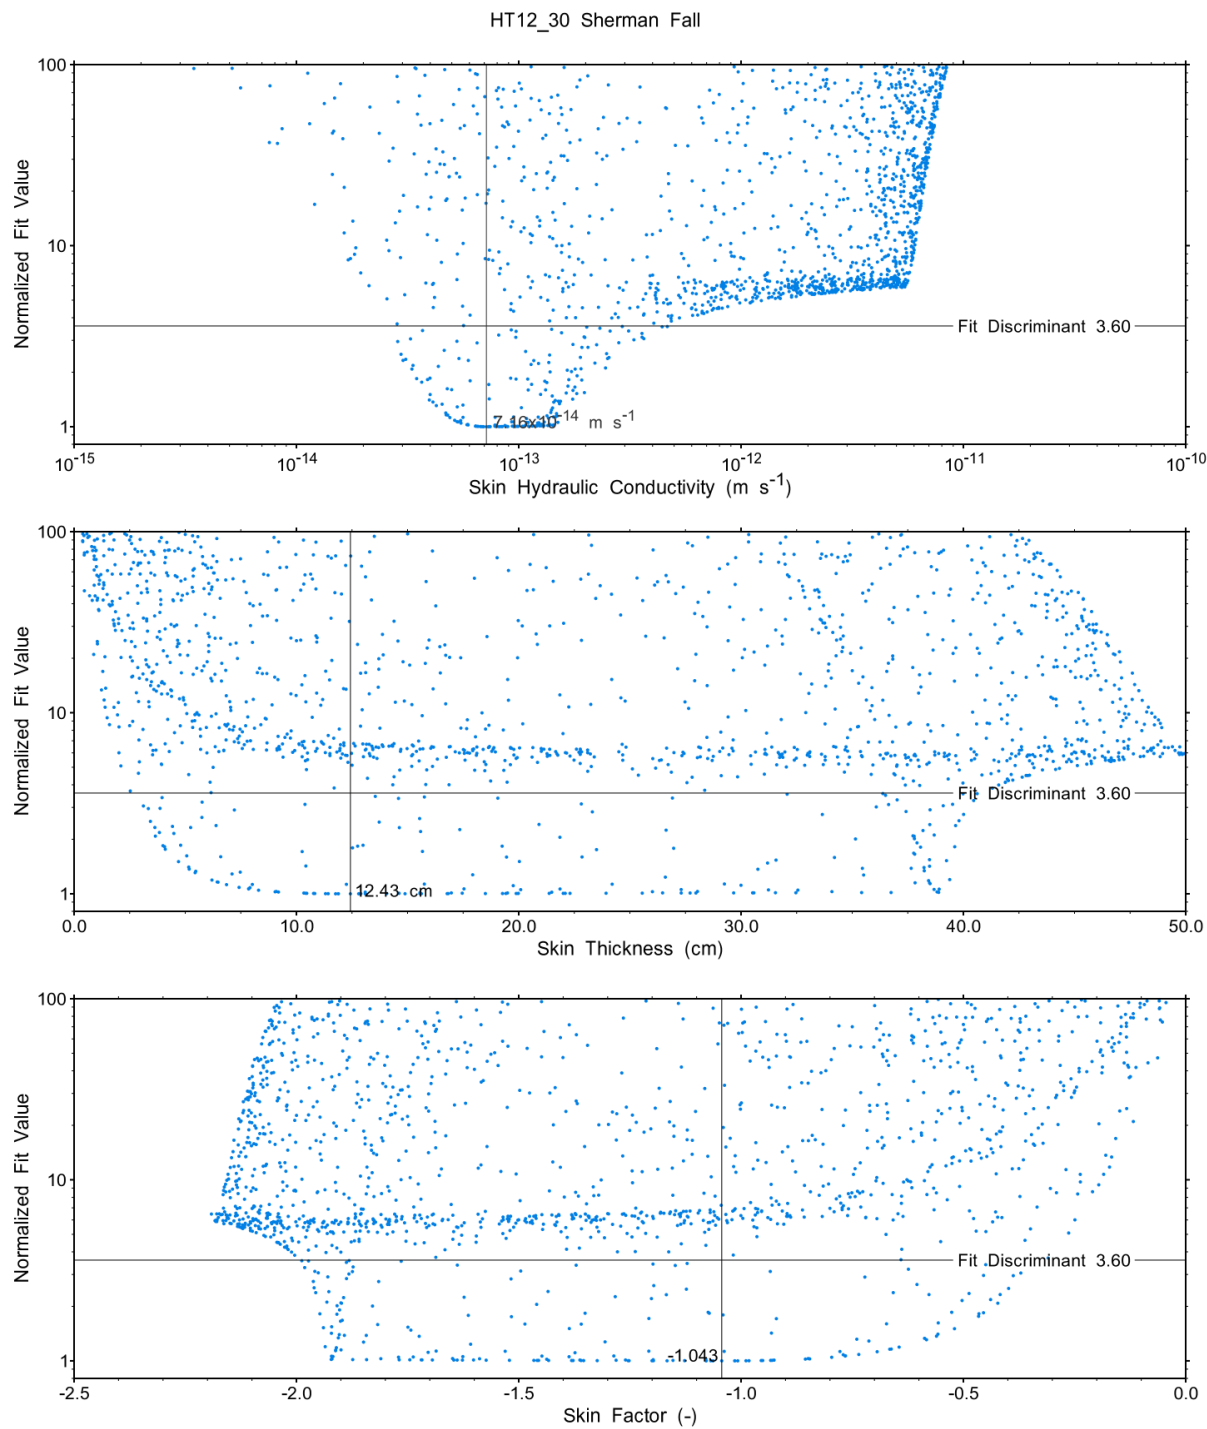 HT12_30 Sherman Fall
100
10
1
Normalized Fit Value
Fit Discriminant 3.60
7.16x10-14 m s-1
10-15 10-14 10-13 10-12 10-11 10-10
Skin Hydraulic Conductivity (m s-1)
100
10
1
Normalized Fit Value
Fit Discriminant 3.60
12.43 cm
0.0 10.0 20.0 30.0 40.0 50.0
Skin Thickness (cm)
100
10
1
Normalized Fit Value
Fit Discriminant 3.60
-1.043
-2.5 -2.0 -1.5 -1.0 -0.5 0.0
Skin Factor (-)